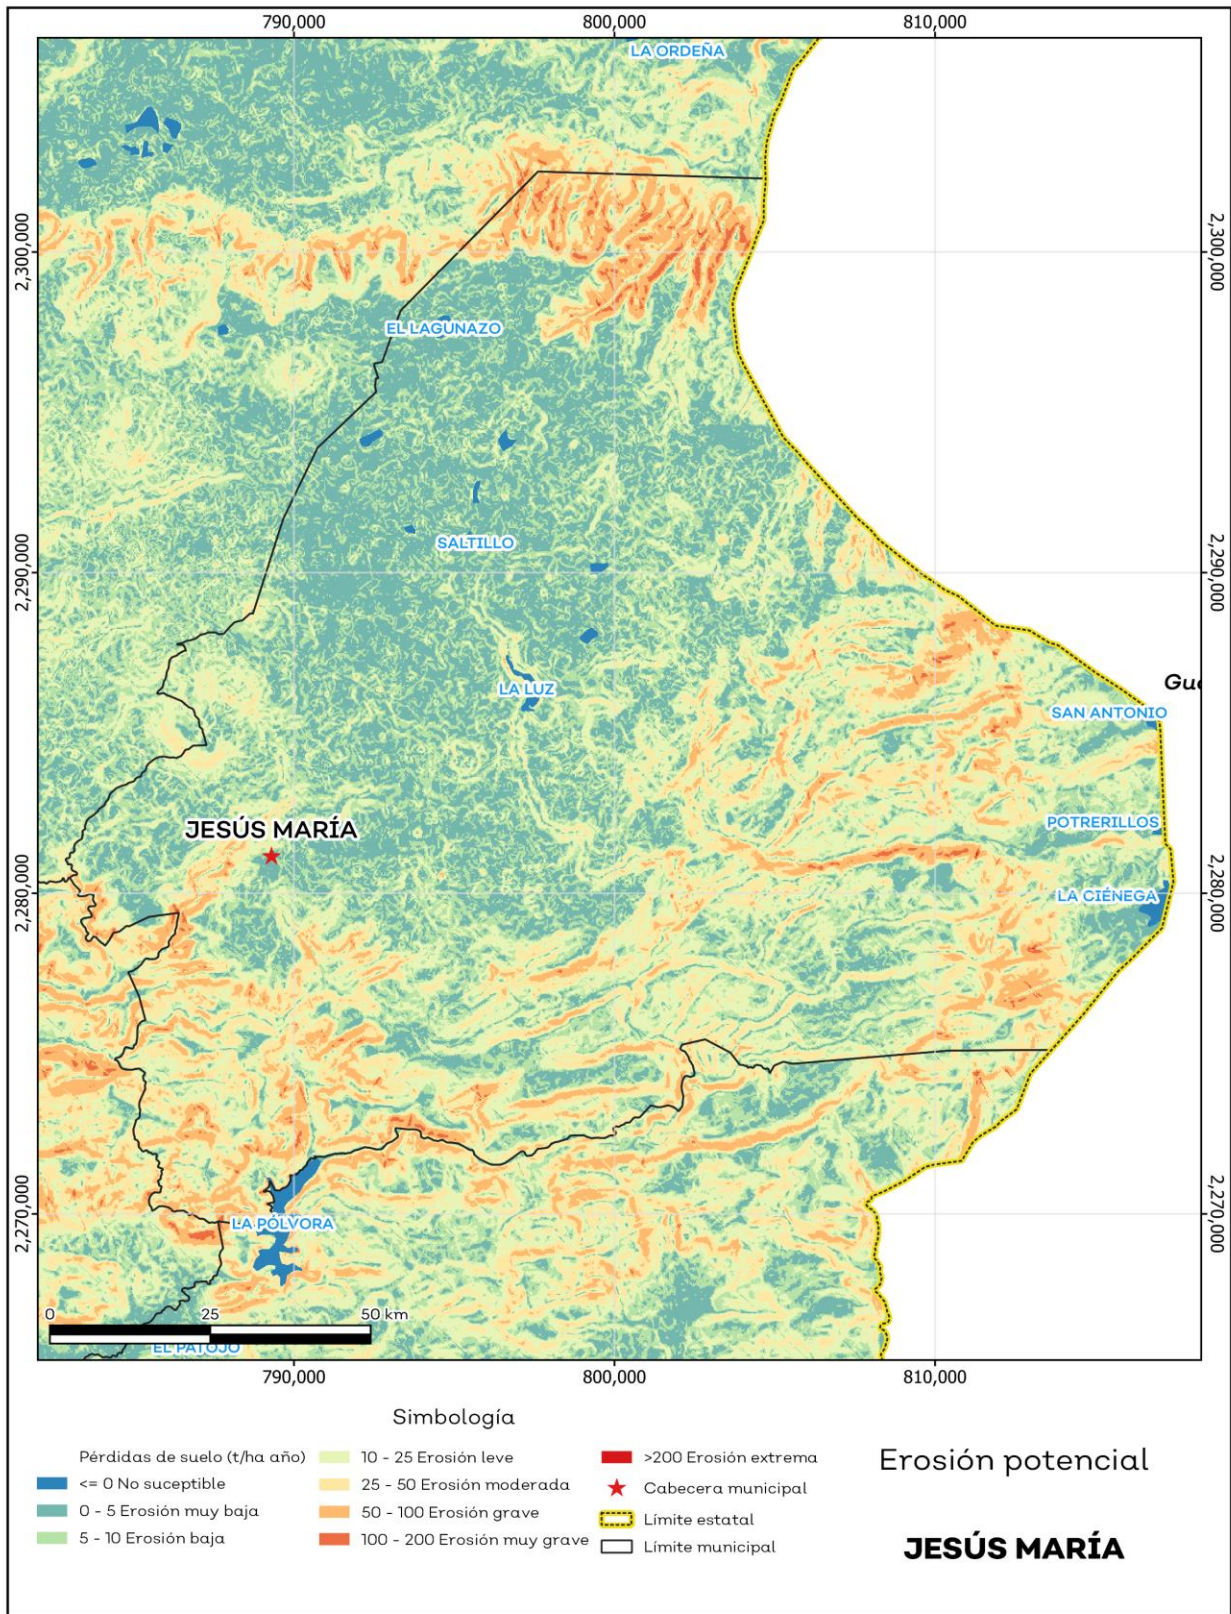 790,000
800,000
810,000
LA ORDEÑA
2,300,000
2,300,000
EL LAGUNAZO
SALTILLO
2,290,000
2,290,000
LA LUZ
Gua
SAN ANTONIO
JESÚS MARÍA
POTRERILLOS
2,280,000
LA CIÉNEGA
2,280,000
2,270,000
LA PÓLVORA
2,270,000
0
25
50 km
EL PATOJO
790,000
800,000
810,000
Simbología
Pérdidas de suelo (t/ha año)
<= 0 No suceptible
0 - 5 Erosión muy baja
5 - 10 Erosión baja
10 - 25 Erosión leve
25 - 50 Erosión moderada
50 - 100 Erosión grave
100 - 200 Erosión muy grave
>200 Erosión extrema
Cabecera municipal
Límite estatal
Límite municipal
Erosión potencial
JESÚS MARÍA